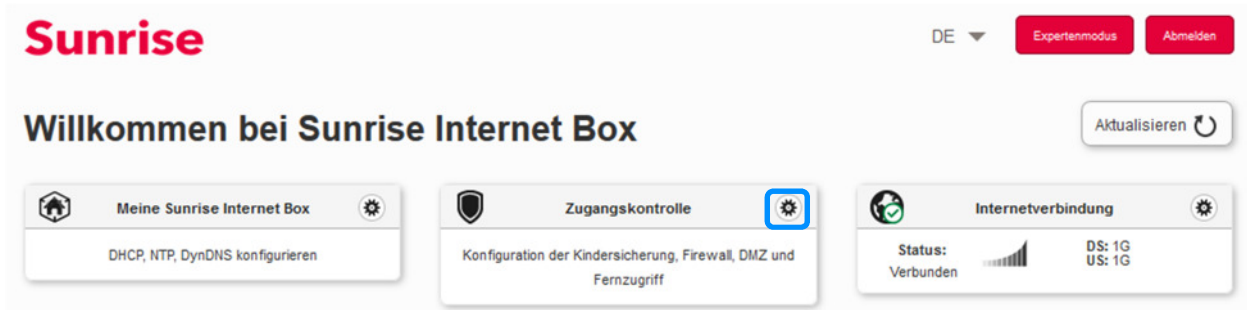 Sunrise
DE
Expertenmodus
Abmelden
Willkommen bei Sunrise Internet Box
Aktualisieren
Meine Sunrise Internet Box
DHCP, NTP, DynDNS konfigurieren
Zugangskontrolle
Konfiguration der Kindersicherung, Firewall, DMZ und
Fernzugriff
Internetverbindung
Status:
Verbunden
DS: 1G
US: 1G